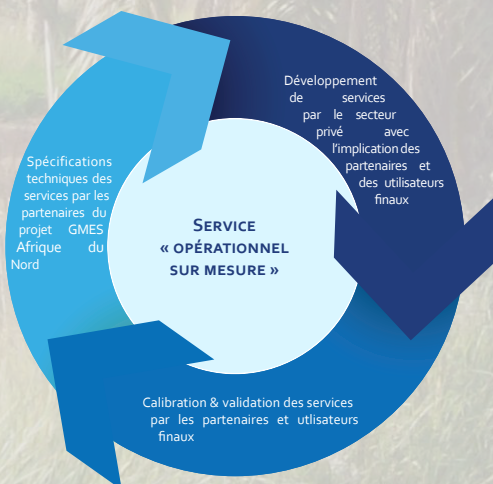 Développement
de services
par le secteur
privé avec
l'implication des
partenaires et
des utilisateurs
finaux
Spécifications
techniques des
services par les
partenaires du
projet GMES
Afrique du
Nord
SERVICE
« OPÉRATIONNEL
SUR MESURE »
Calibration & validation des services
par les partenaires et utlisateurs
finaux